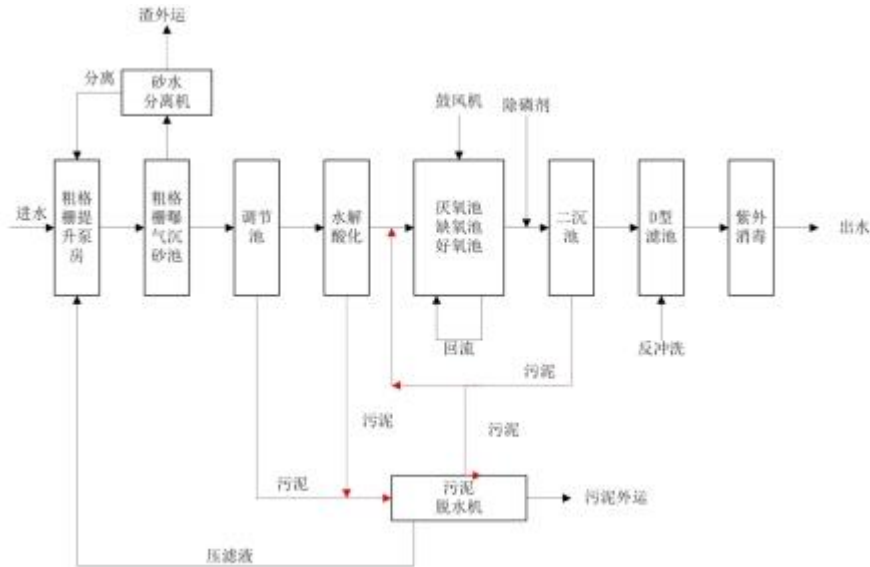 渣外运
分离
砂水
分离机
鼓风机
除磷剂
进水
粗格
栅提
升泵
房
粗格
栅曝
气沉
砂池
调节
池
水解
酸化
厌氧池
缺氧池
好氧池
二沉
池
D型
滤池
紫外
消毒
出水
回流
反冲洗
污泥
污泥
污泥
污泥
污泥
脱水机
污泥外运
压滤液